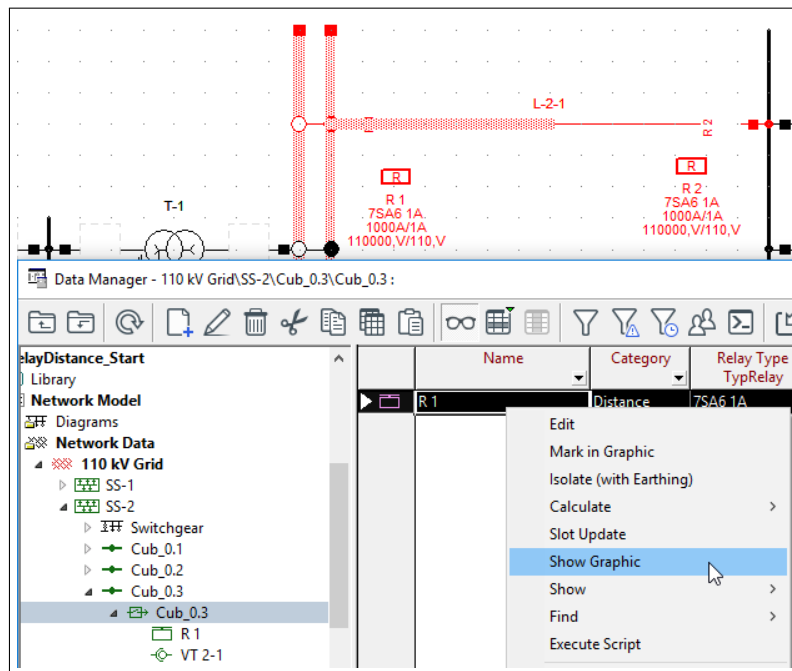 L-2-1
R 2
R
R
R 1
7SA6 1A
1000A/1A
110000,V/110,V
R 2
7SA6 1A
1000A/1A
110000,V/110,V
T-1
Data Manager - 110 kV Grid\SS-2\Cub_0.3\Cub_0.3 :
elayDistance_Start
Library
Network Model
Diagrams
Network Data
110 kV Grid
SS-1
SS-2
Switchgear
Cub_0.1
Cub_0.2
Cub_0.3
Cub_0.3
R 1
VT 2-1
Name
Category
Relay Type
TypRelay
R 1
Distance
7SA6 1A
Edit
Mark in Graphic
Isolate (with Earthing)
Calculate
Slot Update
Show Graphic
Show
Find
Execute Script